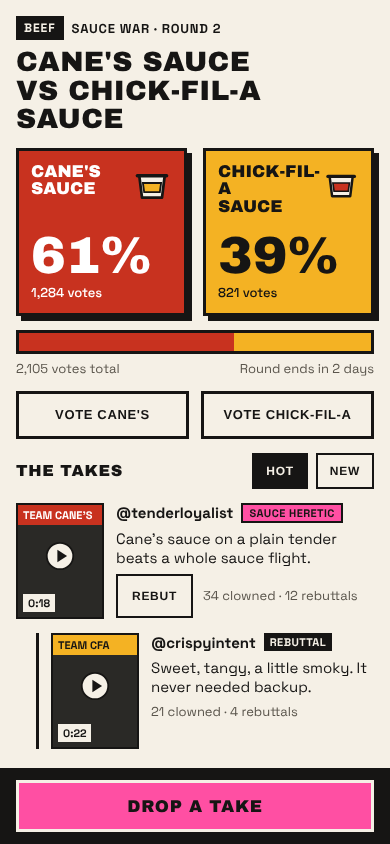 BEEF SAUCE WAR · ROUND 2
CANE'S SAUCE
VS CHICK-FIL-A
SAUCE
CANE'S
SAUCE
61%
1,284 votes
CHICK-FIL-
A
SAUCE
39%
821 votes
2,105 votes total
Round ends in 2 days
VOTE CANE'S
VOTE CHICK-FIL-A
THE TAKES
HOT
NEW
TEAM CANE'S
0:18
@tenderloyalist SAUCE HERETIC
Cane's sauce on a plain tender
beats a whole sauce flight.
REBUT
34 clowned · 12 rebuttals
TEAM CFA
0:22
@crispyintent REBUTTAL
Sweet, tangy, a little smoky. It
never needed backup.
21 clowned · 4 rebuttals
DROP A TAKE